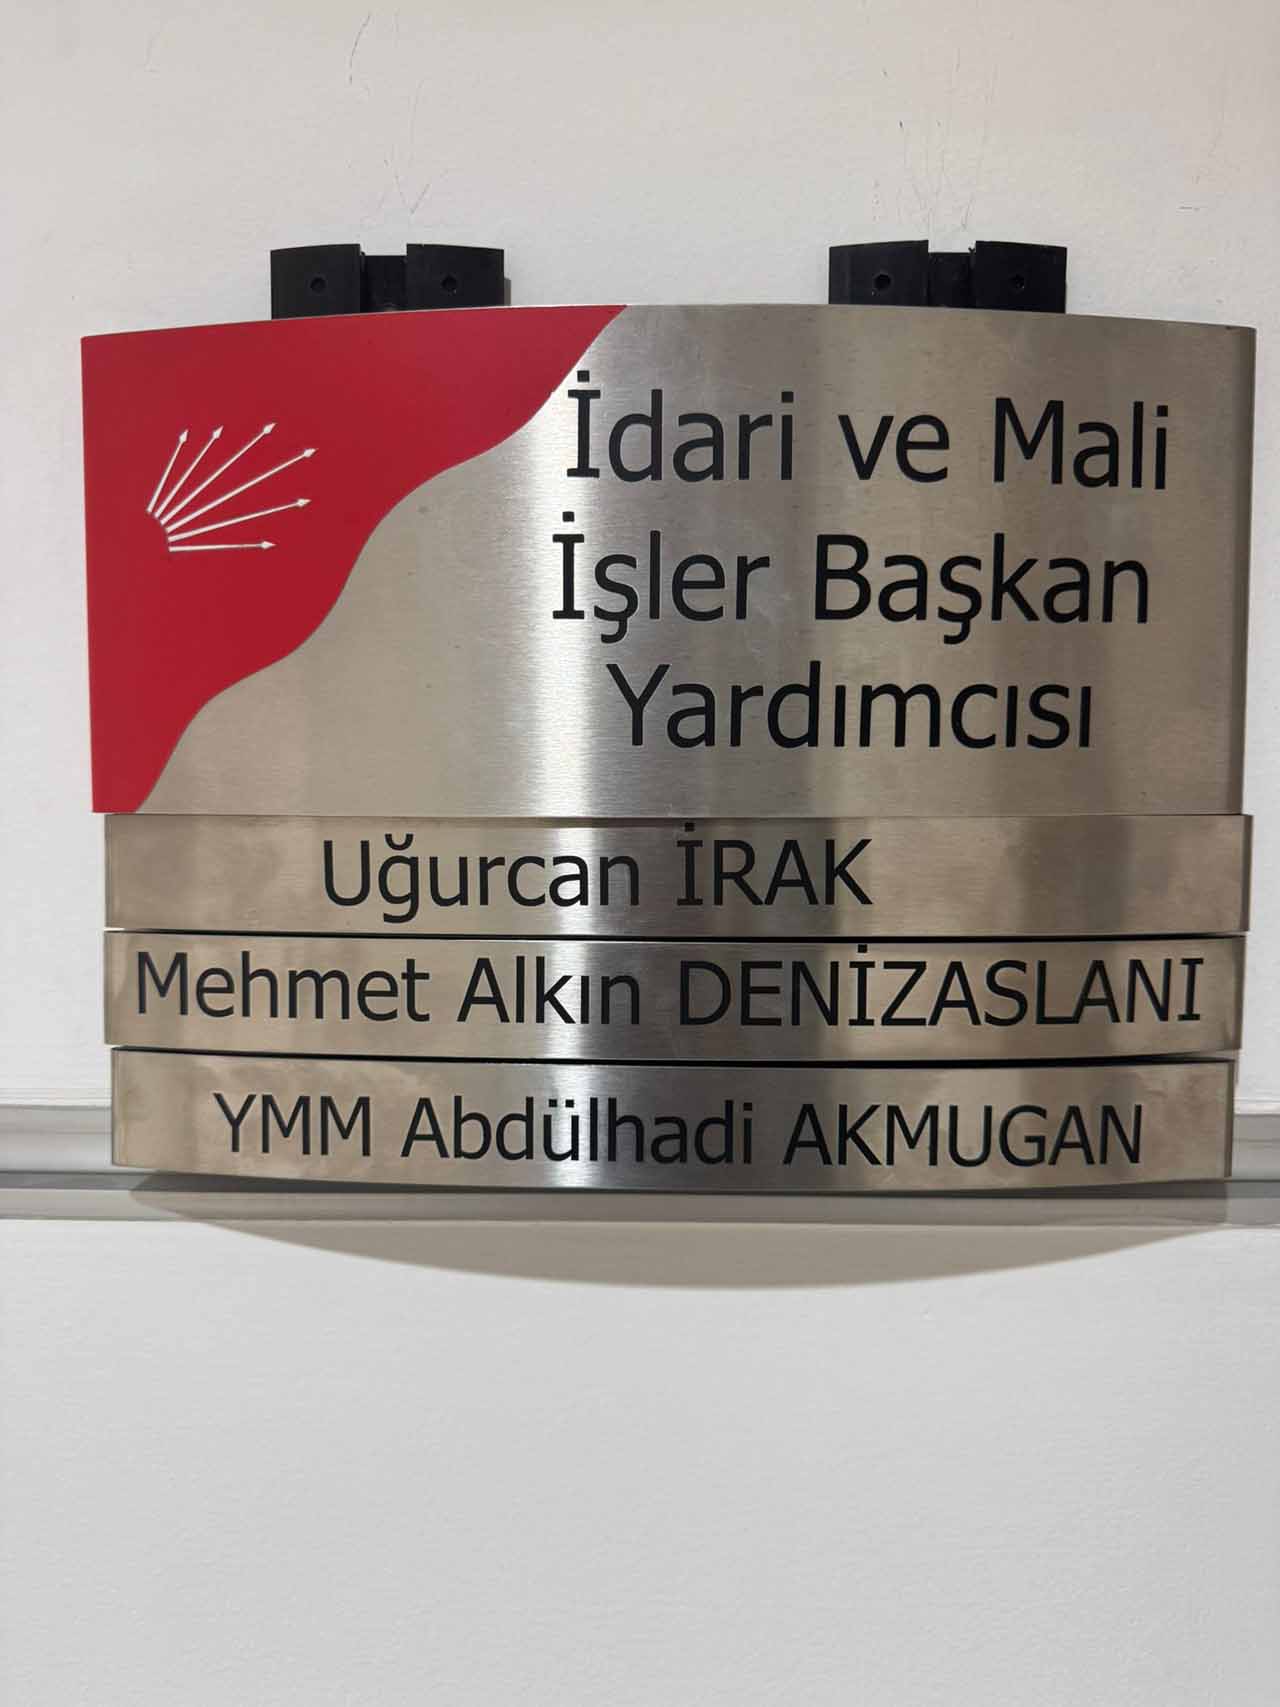 İdari ve Mali
İşler Başkan
Yardımcısı
Uğurcan İRAK
Mehmet Alkın DENİZASLANI
YMM Abdülhadi AKMUGAN